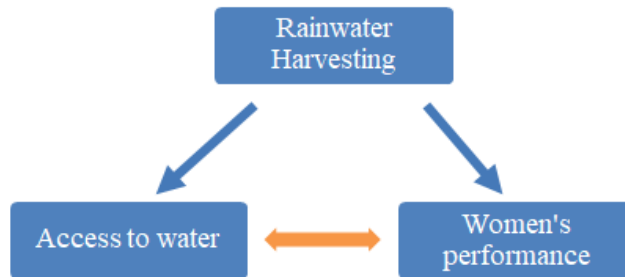 Rainwater
Harvesting
Access to water
Women's
performance